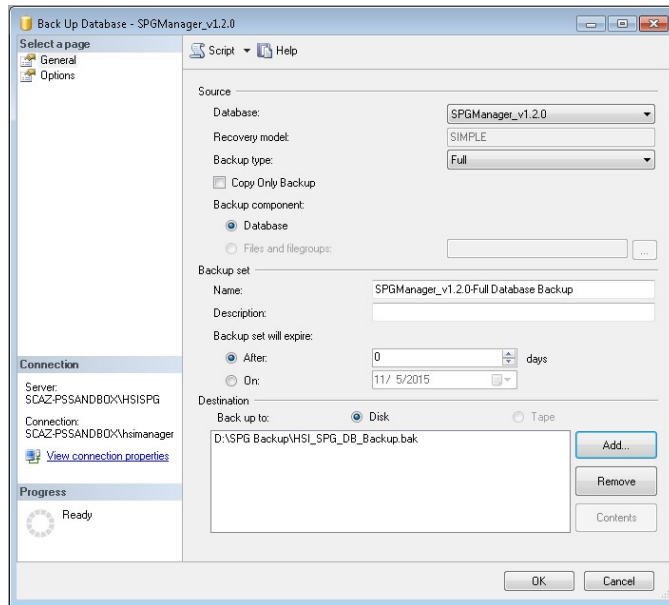 Back Up Database - SPGManager_v1.2.0
Select a page
General
Options
Script
Help
Source
Database:
SPGManager_v1.2.0
Recovery model:
SIMPLE
Backup type:
Full
Copy Only Backup
Backup component:
Database
Files and filegroups:
...
Backup set
Name:
SPGManager_v1.2.0-Full Database Backup
Description:
Backup set will expire:
After:
0
days
On:
11/ 5/2015
Destination
Back up to:
Disk
Tape
D:\SPG Backup\HSI_SPG_DB_Backup.bak
Add...
Remove
Contents
Connection
Server:
SCAZ-PSSANDBOX\HSISPG
Connection:
SCAZ-PSSANDBOX\hsimanager
View connection properties
Progress
Ready
OK
Cancel